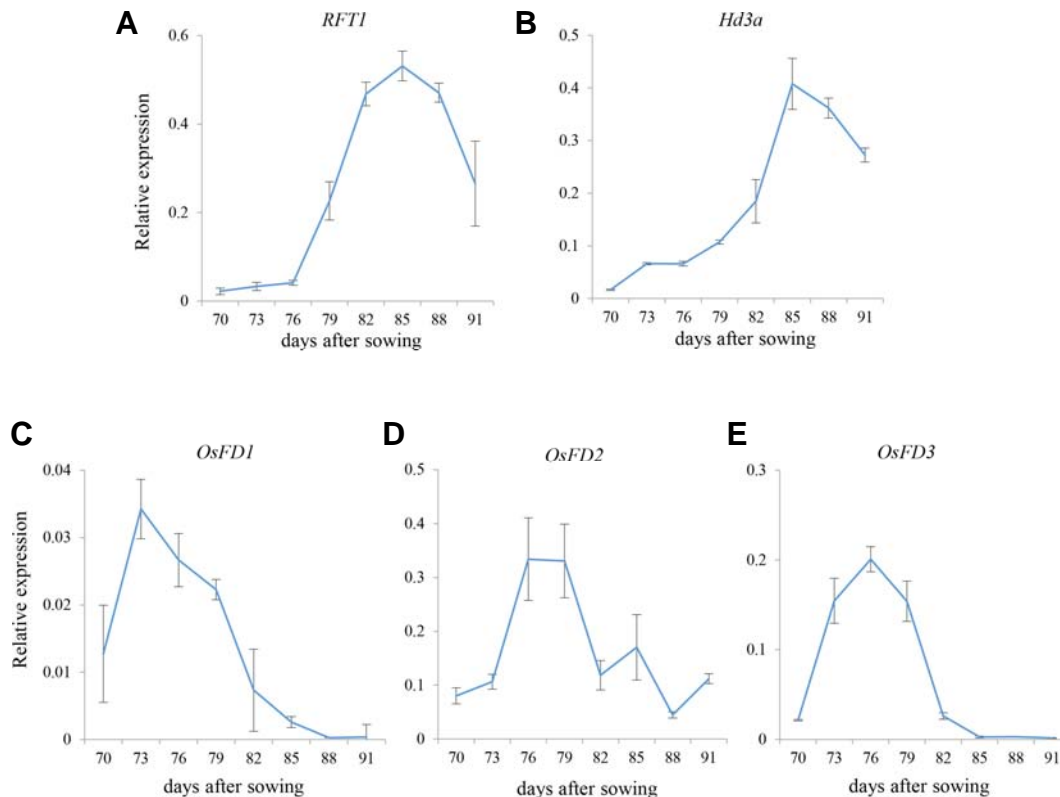 A
RFT1
0.6
0.4
0.2
0
Relative expression
70 73 76 79 82 85 88 91
days after sowing
B
Hd3a
0.5
0.4
0.3
0.2
0.1
0
70 73 76 79 82 85 88 91
days after sowing
C
OsFD1
0.04
0.03
0.02
0.01
0
Relative expression
70 73 76 79 82 85 88 91
days after sowing
D
OsFD2
0.5
0.4
0.3
0.2
0.1
0
70 73 76 79 82 85 88 91
days after sowing
E
OsFD3
0.3
0.2
0.1
0
70 73 76 79 82 85 88 91
days after sowing